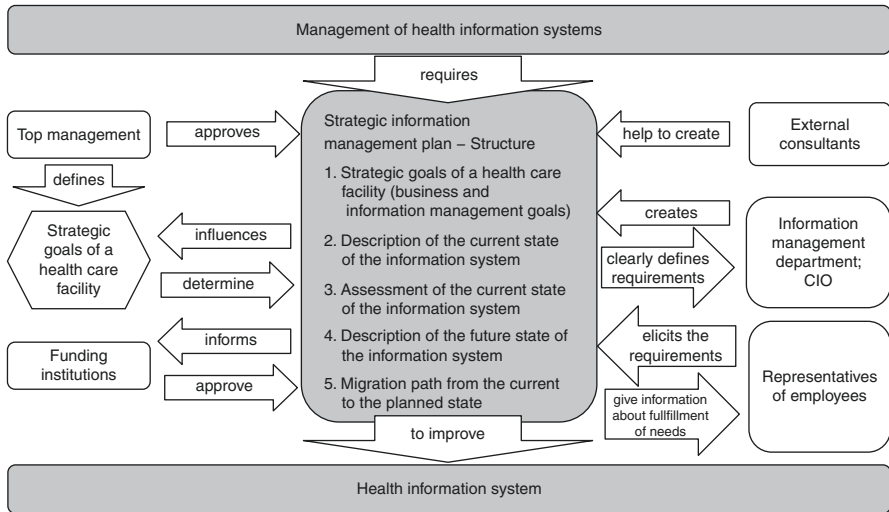 Management of health information systems
requires
Top management
approves
defines
Strategic
goals of a
health care
facility
influences
determine
Funding
institutions
informs
approve
Strategic information
management plan – Structure
1. Strategic goals of a health care
facility (business and
information management goals)
2. Description of the current state
of the information system
3. Assessment of the current state
of the information system
4. Description of the future state of
the information system
5. Migration path from the current
to the planned state
help to create
External
consultants
creates
clearly defines
requirements
Information
management
department;
CIO
elicits the
requirements
give information
about fullfillment
of needs
Representatives
of employees
to improve
Health information system